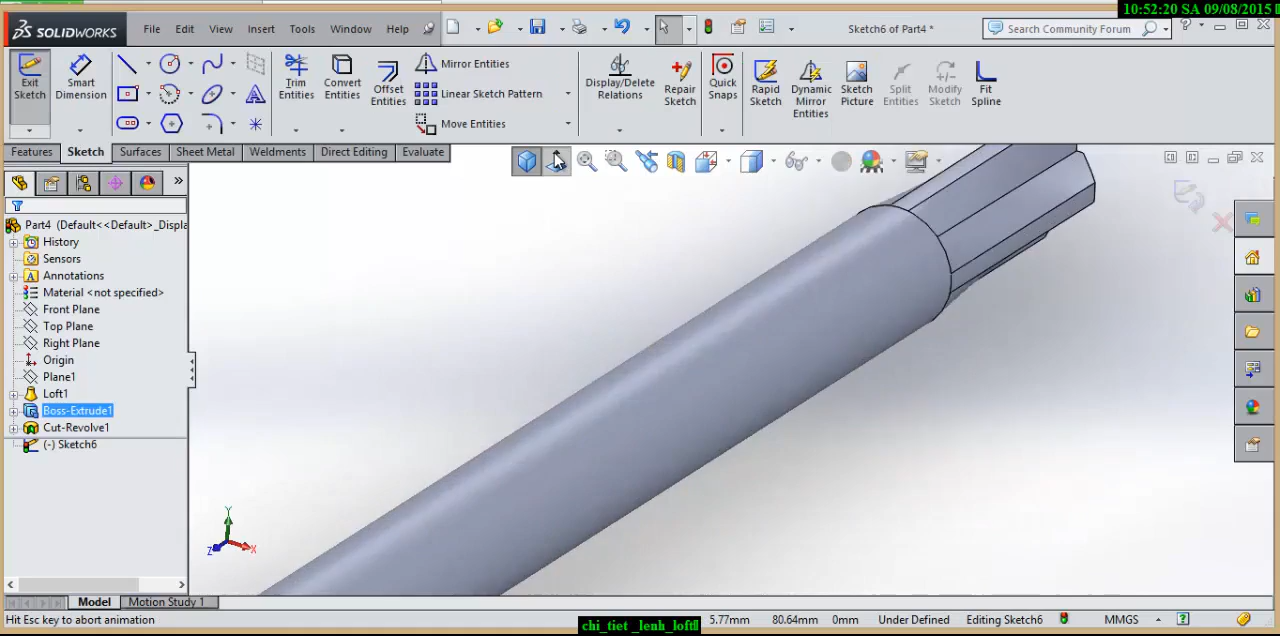 10:52:20 SA 09/08/2015
SOLIDWORKS
File Edit View Insert Tools Window Help
Sketch6 of Part4 *
Search Community Forum
Exit Sketch
Smart Dimension
Trim Entities
Convert Entities
Offset Entities
Mirror Entities
Linear Sketch Pattern
Move Entities
Display/Delete Relations
Repair Sketch
Quick Snaps
Rapid Sketch
Dynamic Mirror Entities
Sketch Picture
Split Entities
Modify Sketch
Fit Spline
Features Sketch Surfaces Sheet Metal Weldments Direct Editing Evaluate
Part4 (Default<<Default>_Displa
History
Sensors
Annotations
Material <not specified>
Front Plane
Top Plane
Right Plane
Origin
Plane1
Loft1
Boss-Extrude1
Cut-Revolve1
(-) Sketch6
Y
Z
X
Model Motion Study 1
Hit Esc key to abort animation
chi_tiet _lenh_loft
5.77mm 80.64mm 0mm Under Defined Editing Sketch6 MMGS